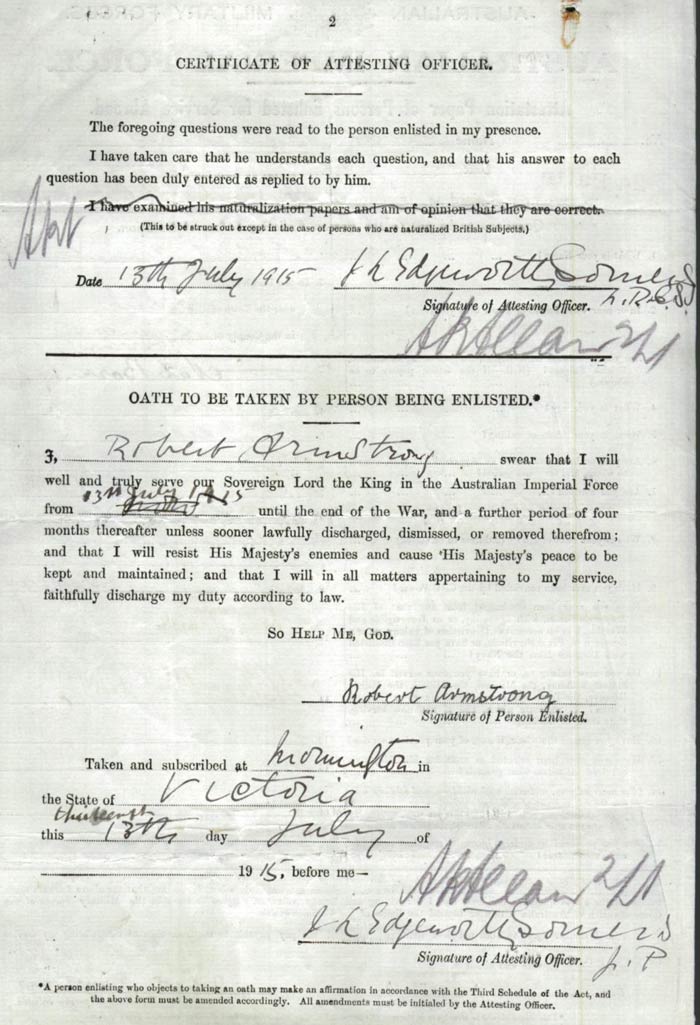 2
CERTIFICATE OF ATTESTING OFFICER.
The foregoing questions were read to the person enlisted in my presence.
I have taken care that he understands each question, and that his answer to each
question has been duly entered as replied to by him.
I have examined his naturalization papers and am of opinion that they are correct.
(This to be struck out except in the case of persons who are naturalized British Subjects.)
Date 13th July 1915 J L Edgeworth Somers
Signature of Attesting Officer.
OATH TO BE TAKEN BY PERSON BEING ENLISTED.*
I, Robert Armstrong swear that I will
well and truly serve our Sovereign Lord the King in the Australian Imperial Force
13th July 1915
from until the end of the War, and a further period of four
months thereafter unless sooner lawfully discharged, dismissed, or removed therefrom;
and that I will resist His Majesty's enemies and cause His Majesty's peace to be
kept and maintained; and that I will in all matters appertaining to my service,
faithfully discharge my duty according to law.
SO HELP ME, GOD.
Robert Armstrong
Signature of Person Enlisted.
Taken and subscribed at Mornington in
the State of Victoria
thirteenth
this 13th day July of
1915, before me—
J L Edgeworth Somers
Signature of Attesting Officer. J.P
*A person enlisting who objects to taking an oath may make an affirmation in accordance with the Third Schedule of the Act, and
the above form must be amended accordingly. All amendments must be initialed by the Attesting Officer.